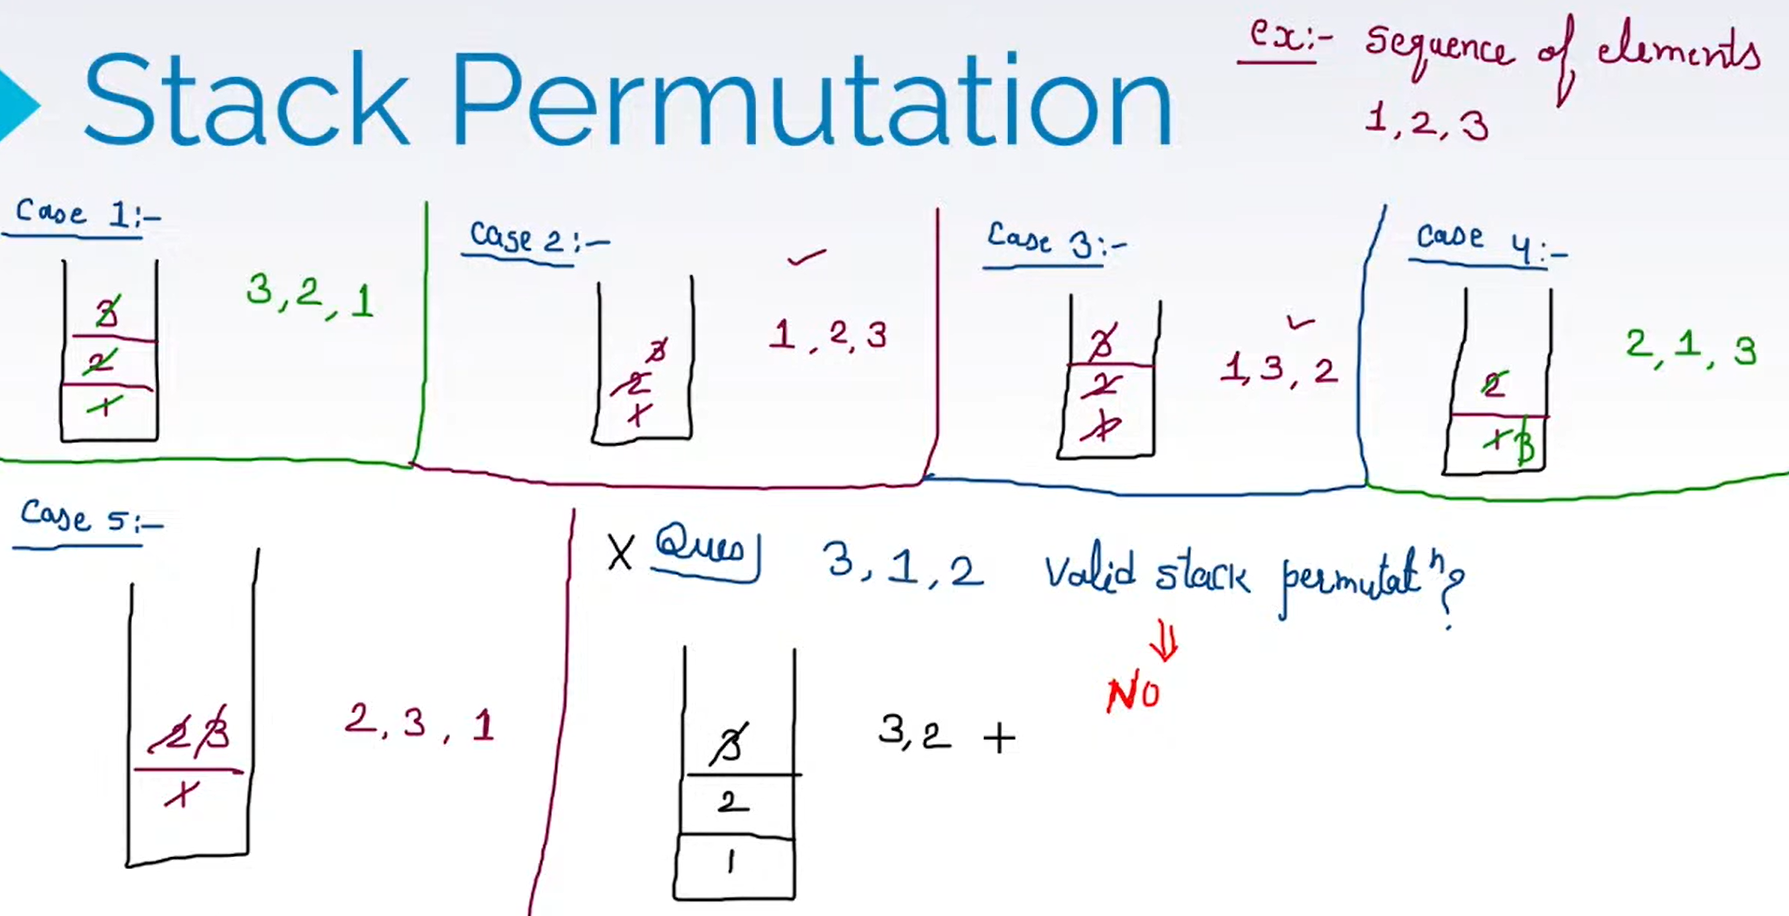 Stack Permutation
ex:- sequence of elements
1, 2, 3
Case 1:-
3
2
1
3, 2, 1
Case 2:-
3
2
1
1, 2, 3
Case 3:-
3
2
1
1, 3, 2
Case 4:-
2
1 3
2, 1, 3
Case 5:-
2 3
1
2, 3, 1
X Ques 3, 1, 2 Valid stack permutatⁿ?
NO
3
2
1
3, 2 +